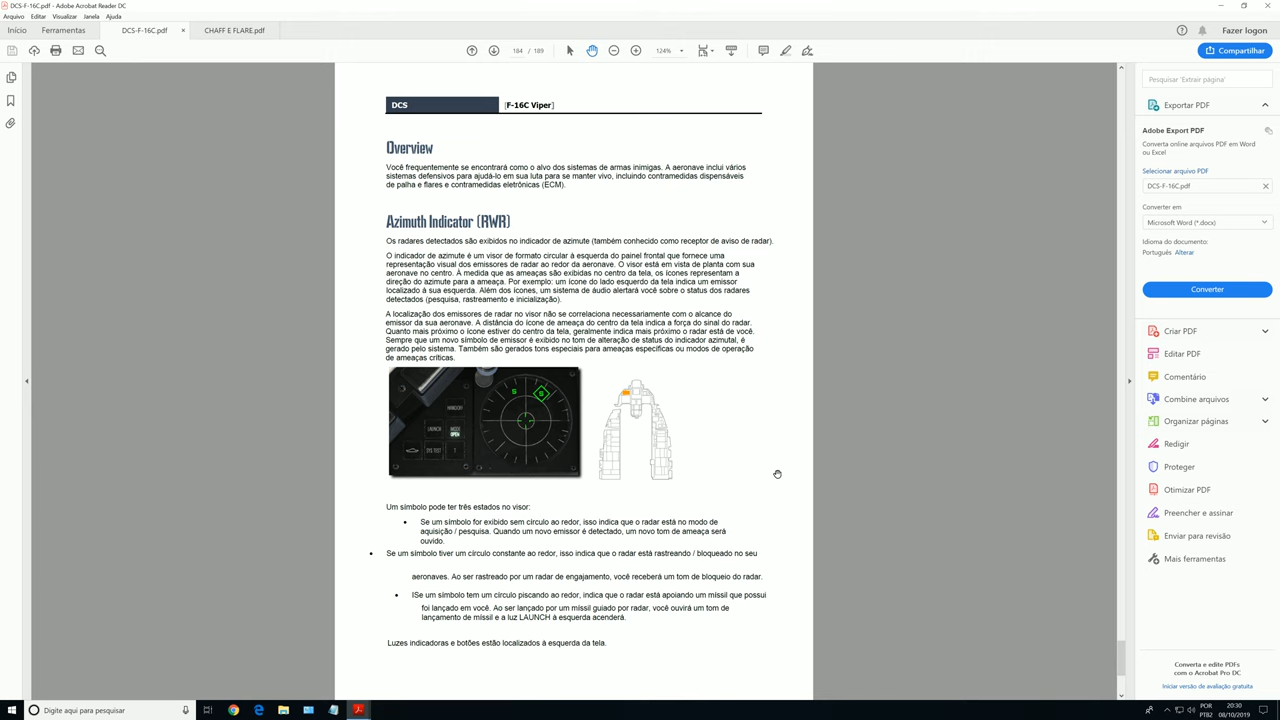 DCS-F-16C.pdf - Adobe Acrobat Reader DC
Arquivo Editar Visualizar Janela Ajuda
Início Ferramentas DCS-F-16C.pdf × CHAFF E FLARE.pdf Fazer logon
184 / 189 124% Compartilhar
DCS [F-16C Viper]
Overview
Você frequentemente se encontrará como o alvo dos sistemas de armas inimigas. A aeronave inclui vários
sistemas defensivos para ajudá-lo em sua luta para se manter vivo, incluindo contramedidas dispensáveis
de palha e flares e contramedidas eletrônicas (ECM).
Azimuth Indicator (RWR)
Os radares detectados são exibidos no indicador de azimute (também conhecido como receptor de aviso de radar).
O indicador de azimute é um visor de formato circular à esquerda do painel frontal que fornece uma
representação visual dos emissores de radar ao redor da aeronave. O visor está em vista de planta com sua
aeronave no centro. À medida que as ameaças são exibidas no centro da tela, os ícones representam a
direção do azimute para a ameaça. Por exemplo: um ícone do lado esquerdo da tela indica um emissor
localizado à sua esquerda. Além dos ícones, um sistema de áudio alertará você sobre o status dos radares
detectados (pesquisa, rastreamento e inicialização).
A localização dos emissores de radar no visor não se correlaciona necessariamente com o alcance do
emissor da sua aeronave. A distância do ícone de ameaça do centro da tela indica a força do sinal do radar.
Quanto mais próximo o ícone estiver do centro da tela, geralmente indica mais próximo o radar está de você.
Sempre que um novo símbolo de emissor é exibido no tom de alteração de status do indicador azimutal, é
gerado pelo sistema. Também são gerados tons especiais para ameaças específicas ou modos de operação
de ameaças críticas.
S S
HANDOFF
LAUNCH MODE
OPEN
SYS TEST T
Um símbolo pode ter três estados no visor:
• Se um símbolo for exibido sem círculo ao redor, isso indica que o radar está no modo de
aquisição / pesquisa. Quando um novo emissor é detectado, um novo tom de ameaça será
ouvido.
• Se um símbolo tiver um círculo constante ao redor, isso indica que o radar está rastreando / bloqueado no seu
aeronaves. Ao ser rastreado por um radar de engajamento, você receberá um tom de bloqueio do radar.
• ISe um símbolo tem um círculo piscando ao redor, indica que o radar está apoiando um míssil que possui
foi lançado em você. Ao ser lançado por um míssil guiado por radar, você ouvirá um tom de
lançamento de míssil e a luz LAUNCH à esquerda acenderá.
Luzes indicadoras e botões estão localizados à esquerda da tela.
Pesquisar 'Extrair página'
Exportar PDF
Adobe Export PDF
Converta arquivos PDF em Word
ou Excel online
Selecionar arquivo PDF
DCS-F-16C.pdf ×
Converter em
Microsoft Word (*.docx)
Idioma do documento:
Português Alterar
Converter
Criar PDF
Editar PDF
Comentário
Combine arquivos
Organizar páginas
Redigir
Proteger
Otimizar PDF
Preencher e assinar
Enviar para revisão
Mais ferramentas
Converta e edite PDFs
com o Acrobat Pro DC
Iniciar versão de avaliação gratuita
Digite aqui para pesquisar
POR
PTB2
20:30
08/10/2019